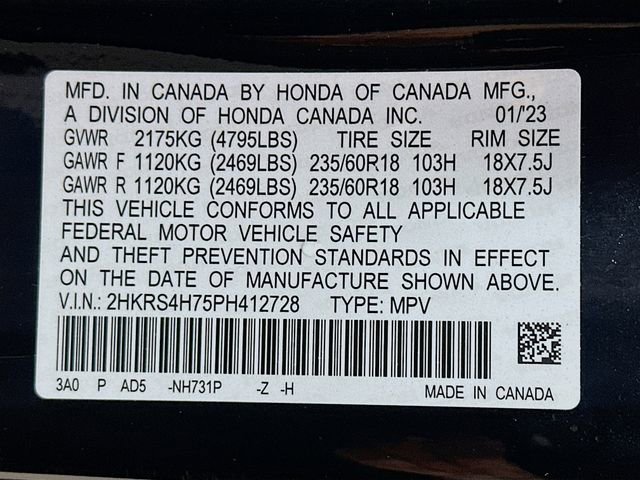 MFD. IN CANADA BY HONDA OF CANADA MFG.,
A DIVISION OF HONDA CANADA INC. 01/'23
GVWR 2175KG (4795LBS) TIRE SIZE RIM SIZE
GAWR F 1120KG (2469LBS) 235/60R18 103H 18X7.5J
GAWR R 1120KG (2469LBS) 235/60R18 103H 18X7.5J
THIS VEHICLE CONFORMS TO ALL APPLICABLE
FEDERAL MOTOR VEHICLE SAFETY
AND THEFT PREVENTION STANDARDS IN EFFECT
ON THE DATE OF MANUFACTURE SHOWN ABOVE.
V.I.N.: 2HKRS4H75PH412728 TYPE: MPV
3A0 P AD5 -NH731P -Z -H MADE IN CANADA